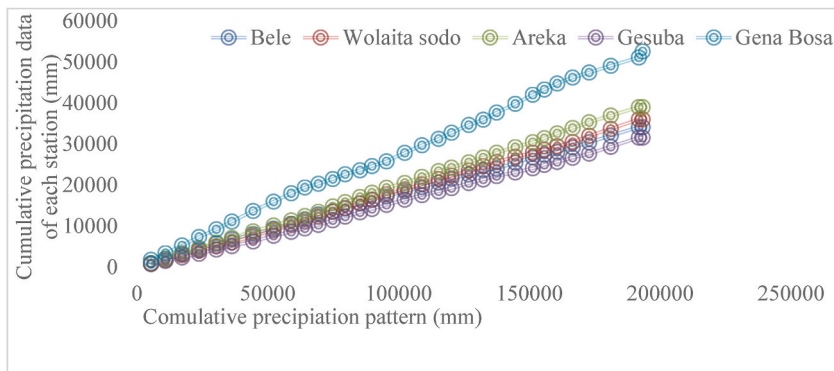 60000
Bele Wolaita sodo Areka Gesuba Gena Bosa
50000
40000
30000
20000
10000
0
Cumulative precipitation data
of each station (mm)
0 50000 100000 150000 200000 250000
Comulative precipiation pattern (mm)